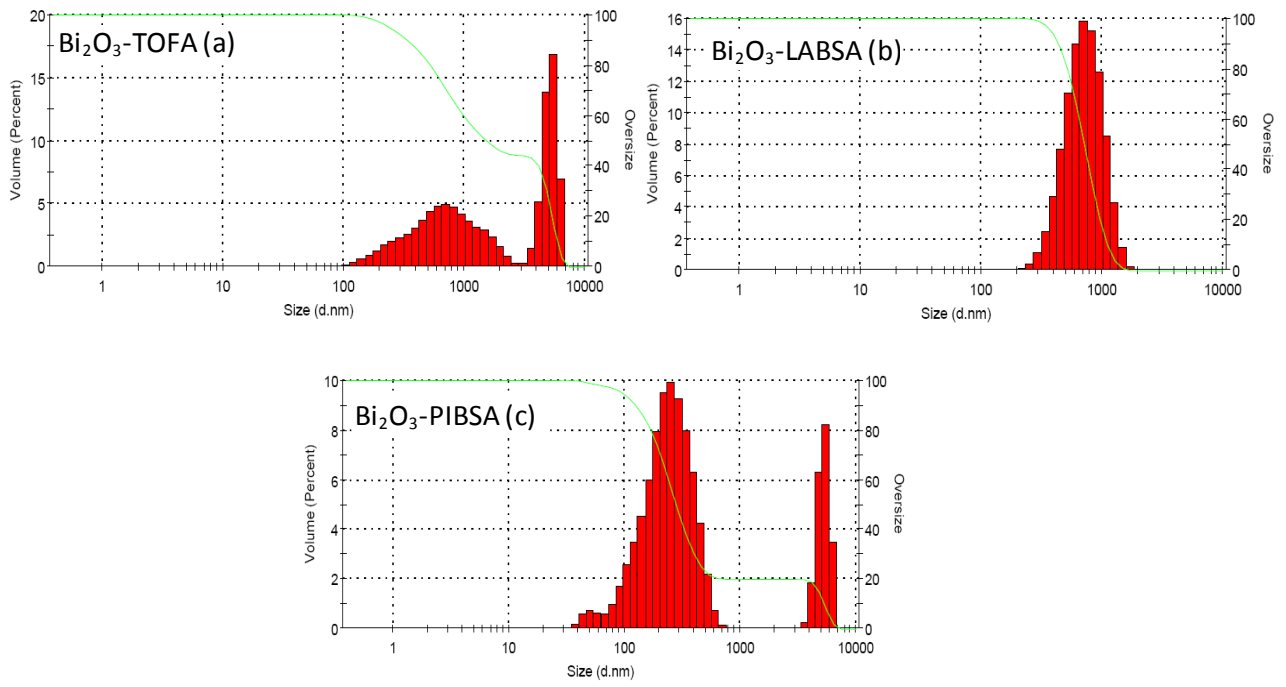 Bi₂O₃-TOFA (a)
Volume (Percent)
20
15
10
5
0
100
80
60
40
20
0
Oversize
1 10 100 1000 10000
Size (d.nm)
Bi₂O₃-LABSA (b)
Volume (Percent)
16
14
12
10
8
6
4
2
0
100
80
60
40
20
0
Oversize
1 10 100 1000 10000
Size (d.nm)
Bi₂O₃-PIBSA (c)
Volume (Percent)
10
8
6
4
2
0
100
80
60
40
20
0
Oversize
1 10 100 1000 10000
Size (d.nm)